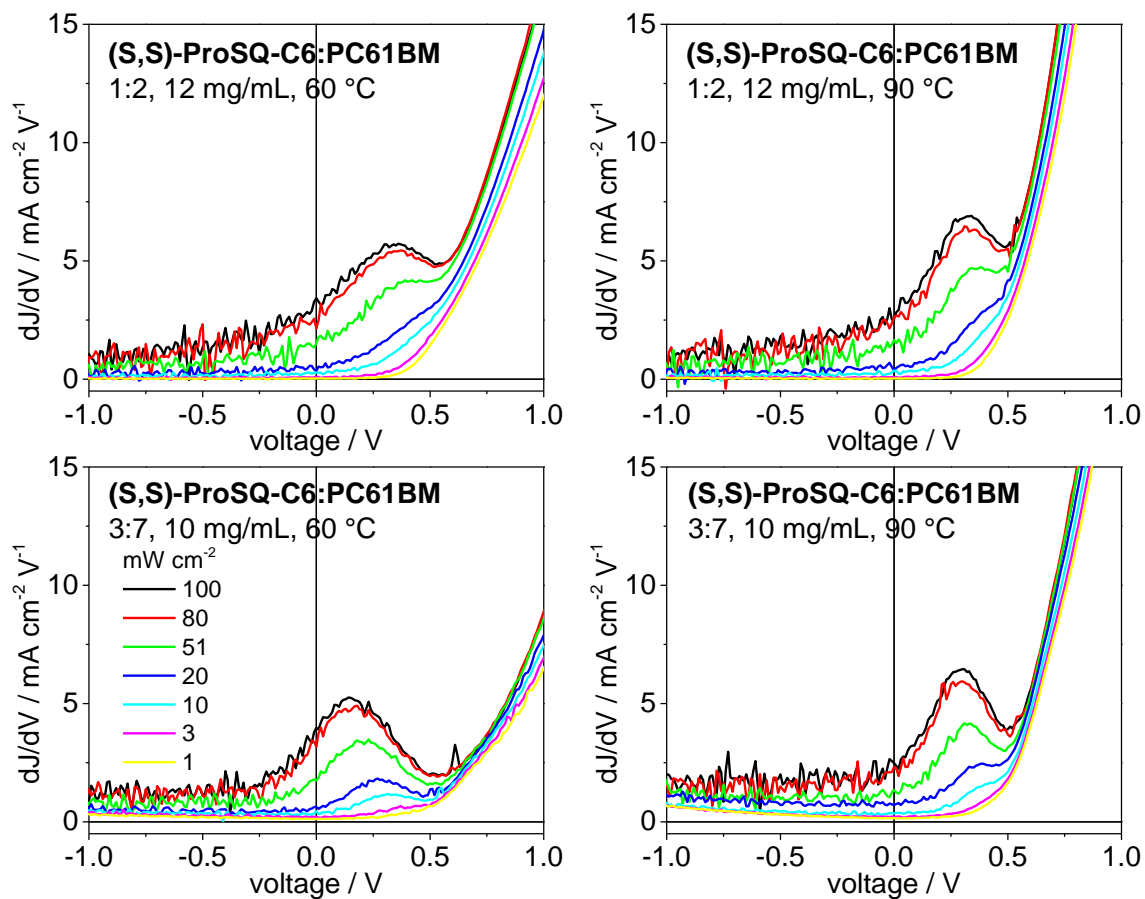 15
(S,S)-ProSQ-C6:PC61BM
1:2, 12 mg/mL, 60 °C
10
5
0
dJ/dV / mA cm⁻² V⁻¹
-1.0 -0.5 0.0 0.5 1.0
voltage / V
15
(S,S)-ProSQ-C6:PC61BM
1:2, 12 mg/mL, 90 °C
10
5
0
dJ/dV / mA cm⁻² V⁻¹
-1.0 -0.5 0.0 0.5 1.0
voltage / V
15
(S,S)-ProSQ-C6:PC61BM
3:7, 10 mg/mL, 60 °C
mW cm⁻²
100
80
51
20
10
3
1
10
5
0
dJ/dV / mA cm⁻² V⁻¹
-1.0 -0.5 0.0 0.5 1.0
voltage / V
15
(S,S)-ProSQ-C6:PC61BM
3:7, 10 mg/mL, 90 °C
10
5
0
dJ/dV / mA cm⁻² V⁻¹
-1.0 -0.5 0.0 0.5 1.0
voltage / V